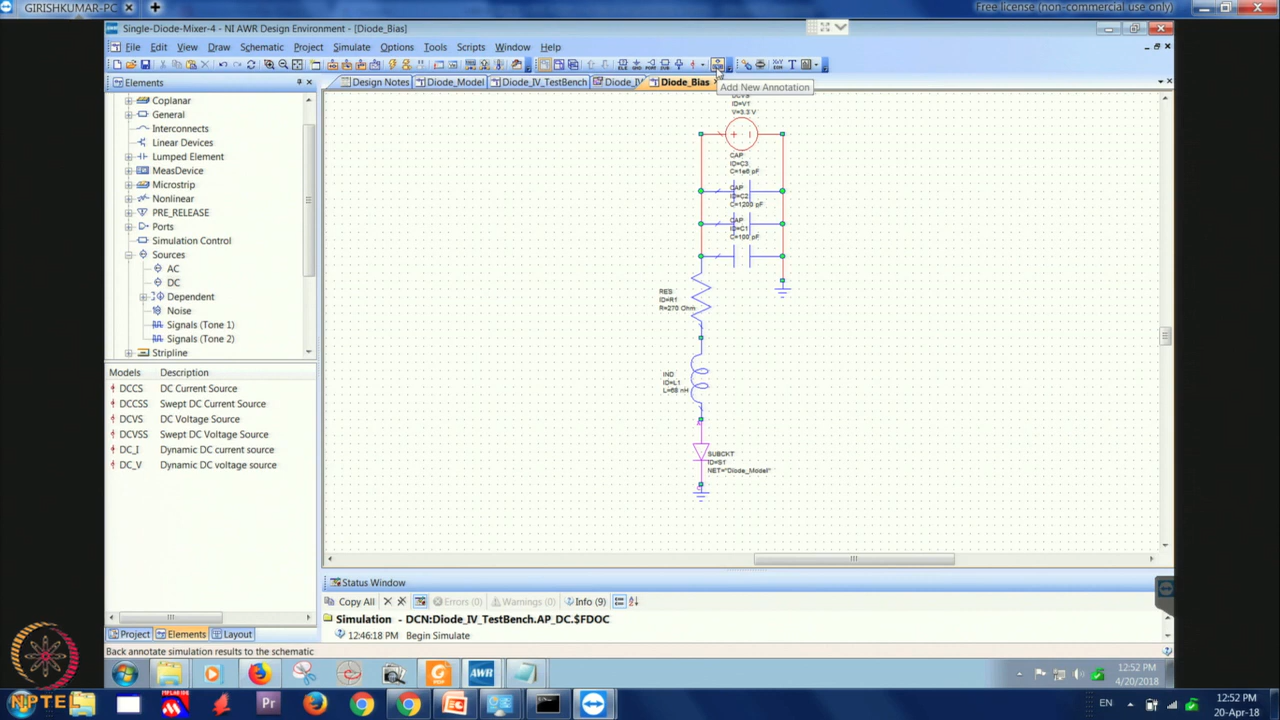 GIRISHKUMAR-PC
Free license (non-commercial use only)
Single-Diode-Mixer-4 - NI AWR Design Environment - [Diode_Bias]
File Edit View Draw Schematic Project Simulate Options Tools Scripts Window Help
Elements
Design Notes Diode_Model Diode_IV_TestBench Diode_IV Diode_Bias
Add New Annotation
Coplanar
General
Interconnects
Linear Devices
Lumped Element
MeasDevice
Microstrip
Nonlinear
PRE_RELEASE
Ports
Simulation Control
Sources
AC
DC
Dependent
Noise
Signals (Tone 1)
Signals (Tone 2)
Stripline
Models Description
DCCS DC Current Source
DCCSS Swept DC Current Source
DCVS DC Voltage Source
DCVSS Swept DC Voltage Source
DC_I Dynamic DC current source
DC_V Dynamic DC voltage source
DCVS
ID=V1
V=3.3 V
CAP
ID=C3
C=1e6 pF
CAP
ID=C2
C=1200 pF
CAP
ID=C1
C=100 pF
RES
ID=R1
R=270 Ohm
IND
ID=L1
L=68 nH
SUBCKT
ID=S1
NET="Diode_Model"
Status Window
Copy All Errors (0) Warnings (0) Info (9)
Simulation - DCN:Diode_IV_TestBench.AP_DC.$FDOC
12:46:18 PM Begin Simulate
Project Elements Layout
Back annotate simulation results to the schematic
AWR
12:52 PM
4/20/2018
NPTEL
Pr
EN
12:52 PM
20-Apr-18